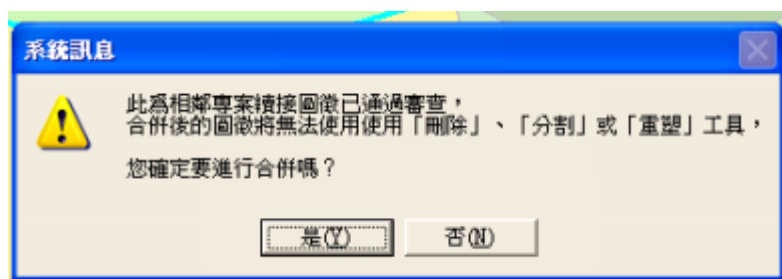 系統訊息
此為相鄰專案續接圖徵已通過審查，
合併後的圖徵將無法使用使用「刪除」、「分割」或「重塑」工具，
您確定要進行合併嗎？
是(Y)
否(N)